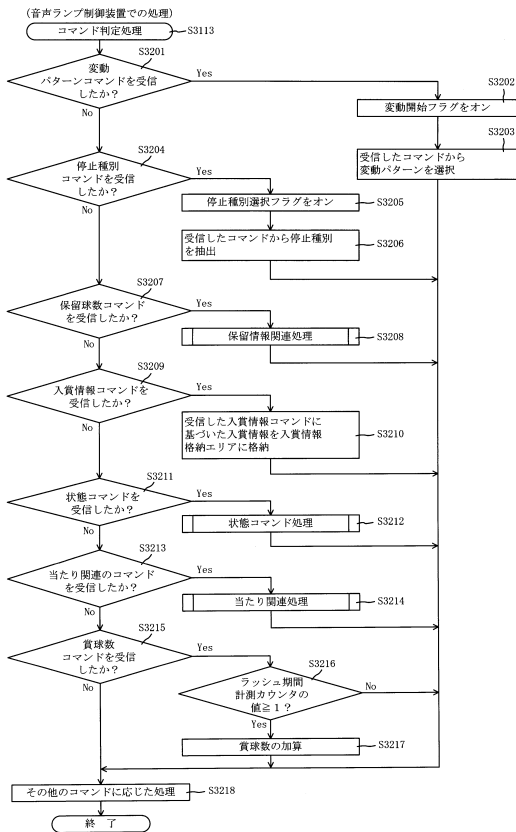 (音声ランプ制御装置での処理)
コマンド判定処理
S3113
S3201
変動
パターンコマンドを受信
したか？
Yes
No
S3202
変動開始フラグをオン
S3203
受信したコマンドから
変動パターンを選択
S3204
停止種別
コマンドを受信
したか？
Yes
No
停止種別選択フラグをオン
S3205
受信したコマンドから停止種別
を抽出
S3206
S3207
保留球数コマンド
を受信したか？
Yes
No
保留情報関連処理
S3208
S3209
入賞情報コマンドを
受信したか？
Yes
No
受信した入賞情報コマンドに
基づいた入賞情報を入賞情報
格納エリアに格納
S3210
S3211
状態コマンドを
受信したか？
Yes
No
状態コマンド処理
S3212
S3213
当たり関連のコマンド
を受信したか？
Yes
No
当たり関連処理
S3214
S3215
賞球数
コマンドを受信
したか？
Yes
No
S3216
ラッシュ期間
計測カウンタの
値≧１？
No
Yes
賞球数の加算
S3217
その他のコマンドに応じた処理
S3218
終 了